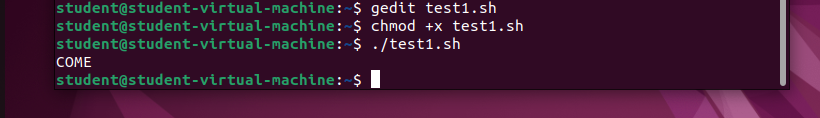 student@student-virtual-machine:~$ gedit test1.sh
student@student-virtual-machine:~$ chmod +x test1.sh
student@student-virtual-machine:~$ ./test1.sh
COME
student@student-virtual-machine:~$